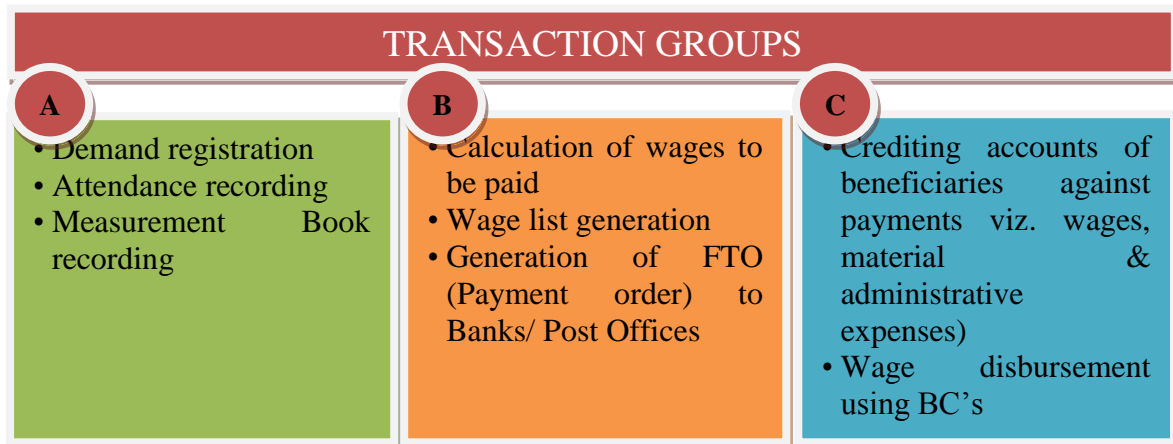 TRANSACTION GROUPS
A
• Demand registration
• Attendance recording
• Measurement Book
recording
B
• Calculation of wages to
be paid
• Wage list generation
• Generation of FTO
(Payment order) to
Banks/ Post Offices
C
• Crediting accounts of
beneficiaries against
payments viz. wages,
material &
administrative
expenses)
• Wage disbursement
using BC’s